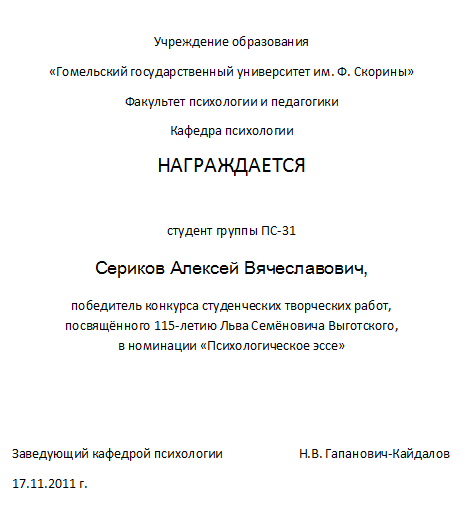 Учреждение образования
«Гомельский государственный университет им. Ф. Скорины»
Факультет психологии и педагогики
Кафедра психологии
НАГРАЖДАЕТСЯ
студент группы ПС-31
Сериков Алексей Вячеславович,
победитель конкурса студенческих творческих работ,
посвящённого 115-летию Льва Семёновича Выготского,
в номинации «Психологическое эссе»
Заведующий кафедрой психологии Н.В. Гапанович-Кайдалов
17.11.2011 г.